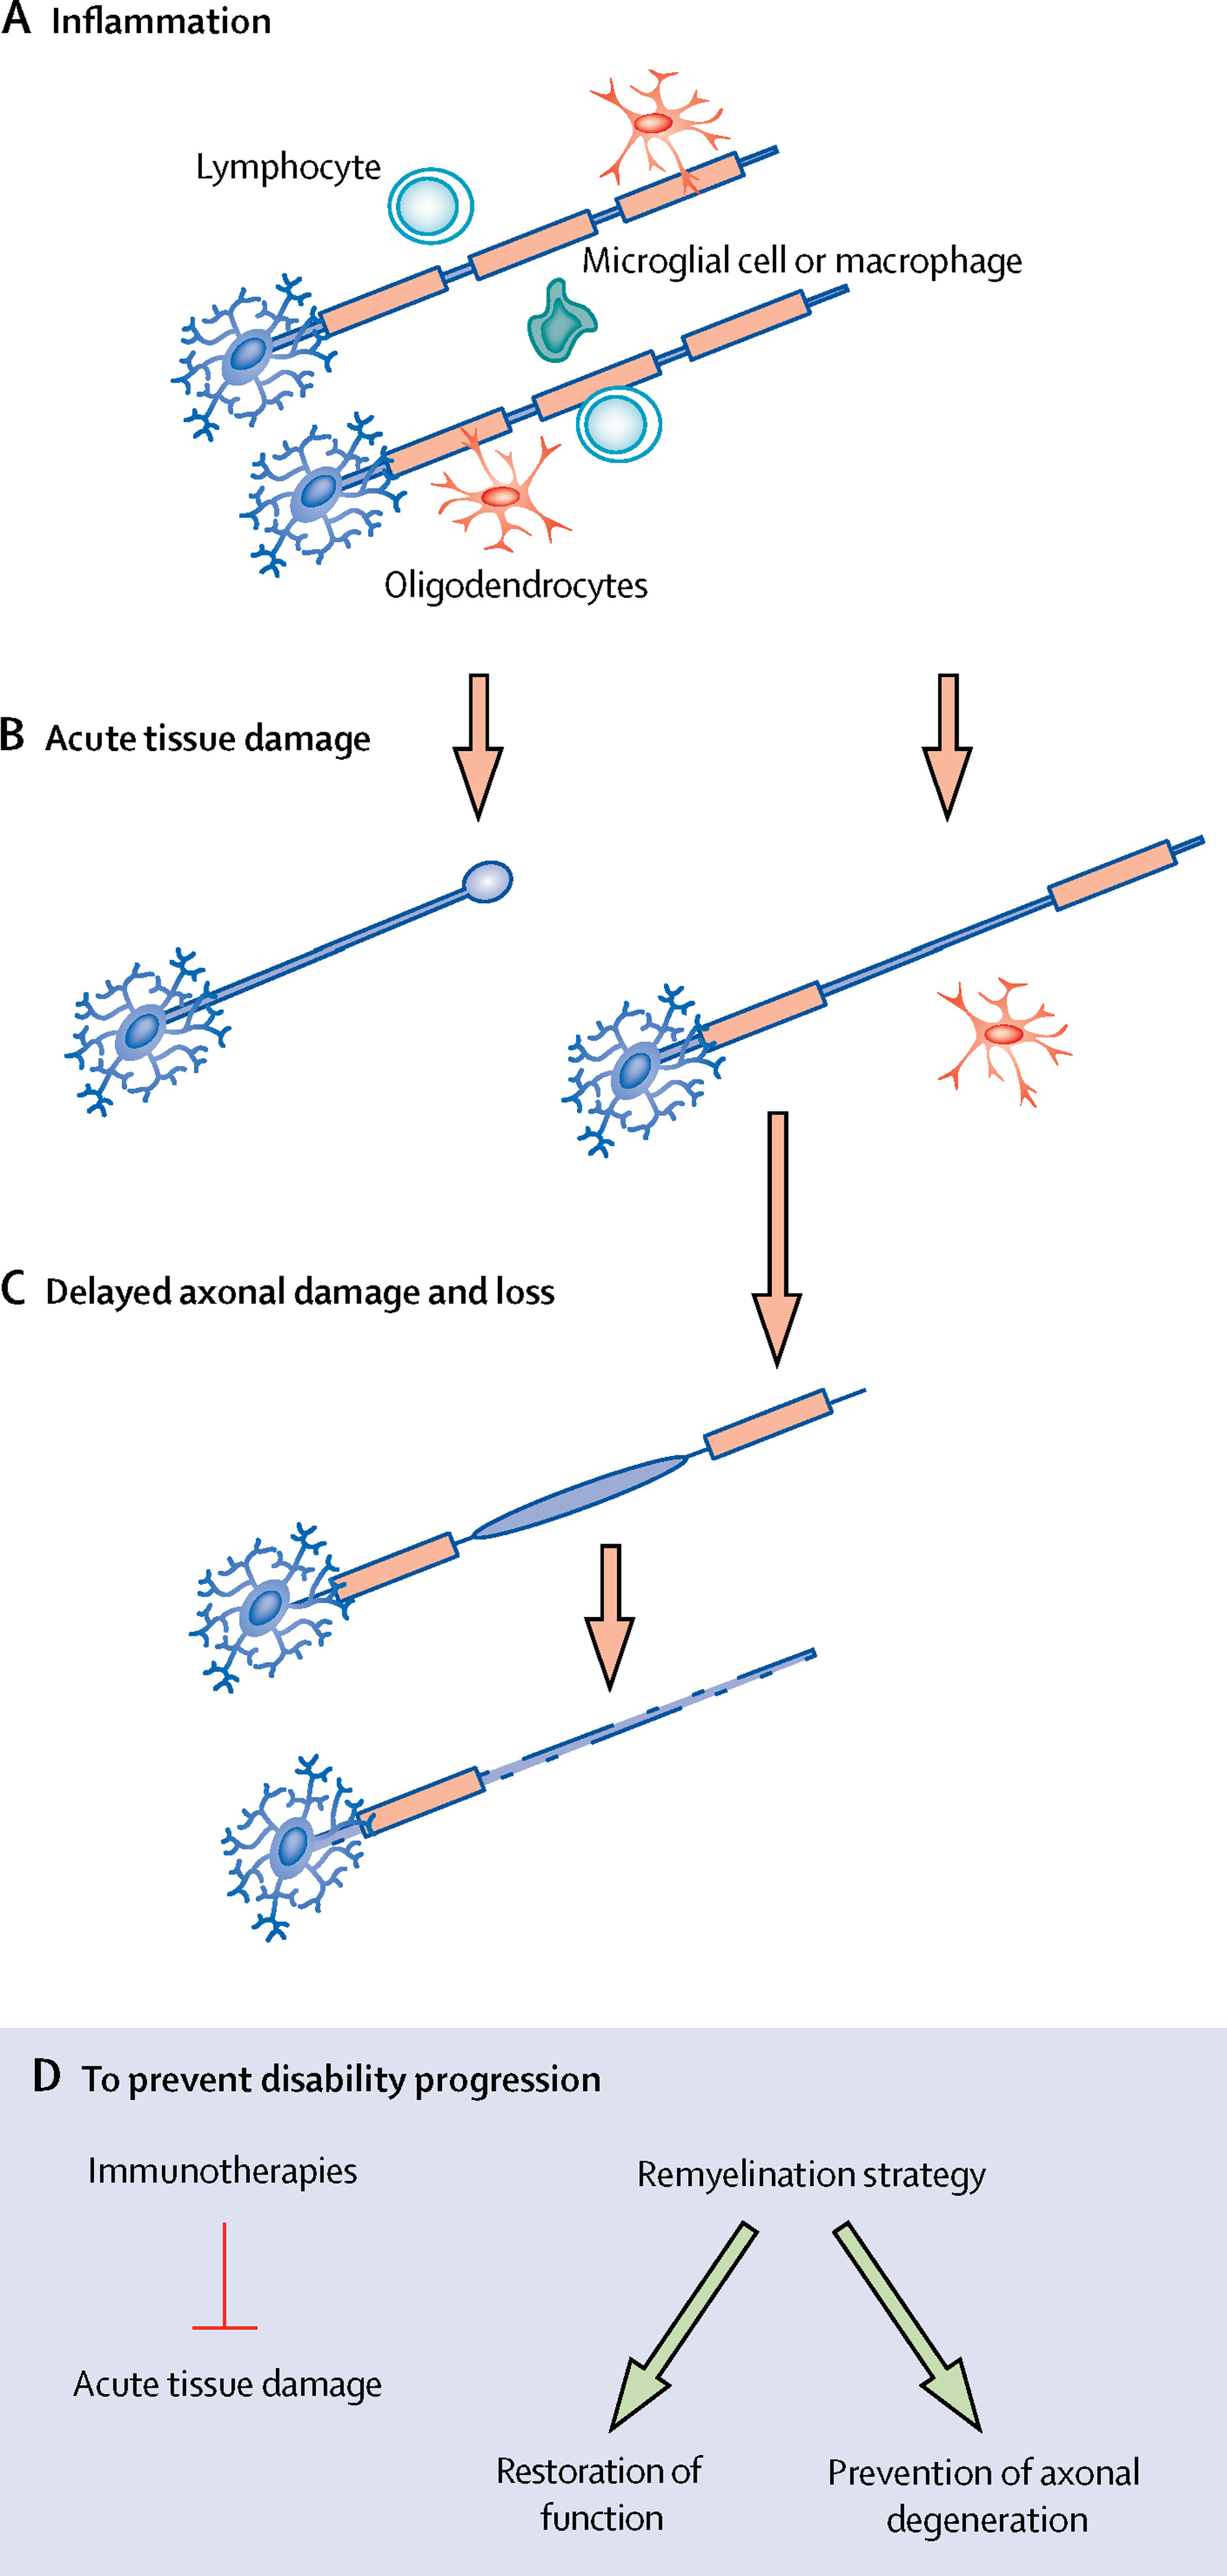 A Inflammation
Lymphocyte
Microglial cell or macrophage
Oligodendrocytes
B Acute tissue damage
C Delayed axonal damage and loss
D To prevent disability progression
Immunotherapies
Remyelination strategy
Acute tissue damage
Restoration of
function
Prevention of axonal
degeneration